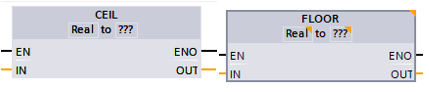 CEIL
Real to ???
EN ENO
IN OUT
FLOOR
Real to ???
EN ENO
IN OUT